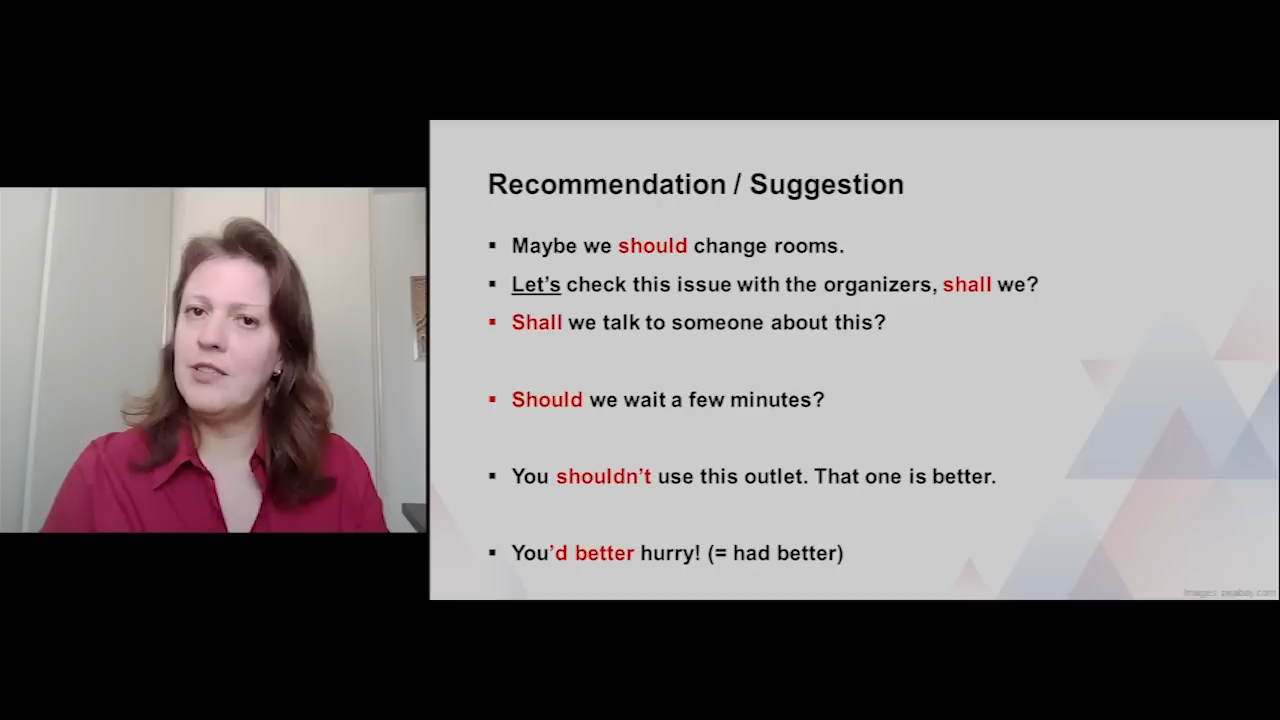 Recommendation / Suggestion
▪ Maybe we should change rooms.
▪ Let's check this issue with the organizers, shall we?
▪ Shall we talk to someone about this?
▪ Should we wait a few minutes?
▪ You shouldn't use this outlet. That one is better.
▪ You'd better hurry! (= had better)
Images: